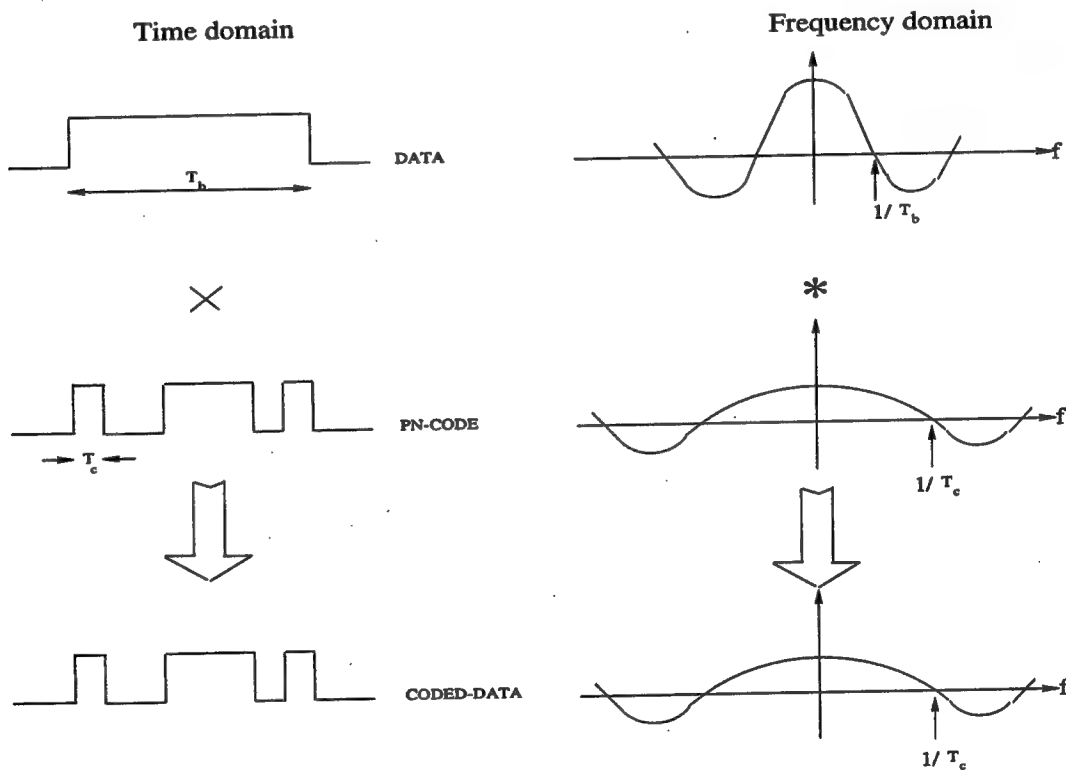 Time domain
Frequency domain
DATA
T_b
f
1/ T_b
×
*
PN-CODE
T_c
f
1/ T_c
CODED-DATA
f
1/ T_c